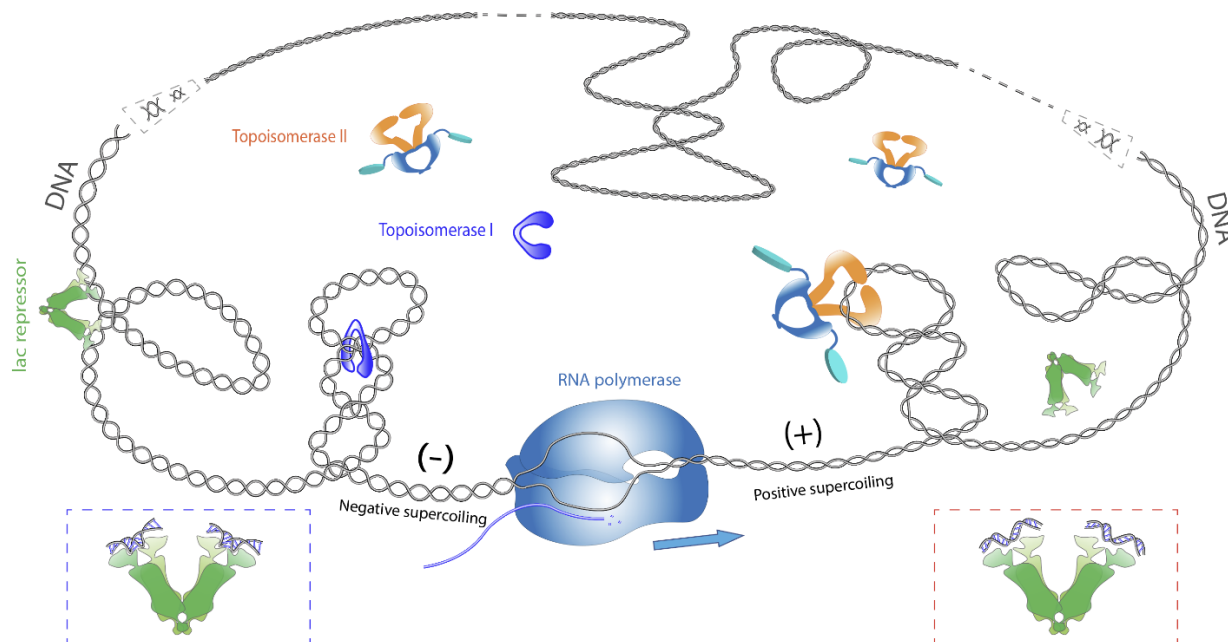 Topoisomerase II
DNA
DNA
Topoisomerase I
lac repressor
RNA polymerase
(-)
(+)
Negative supercoiling
Positive supercoiling